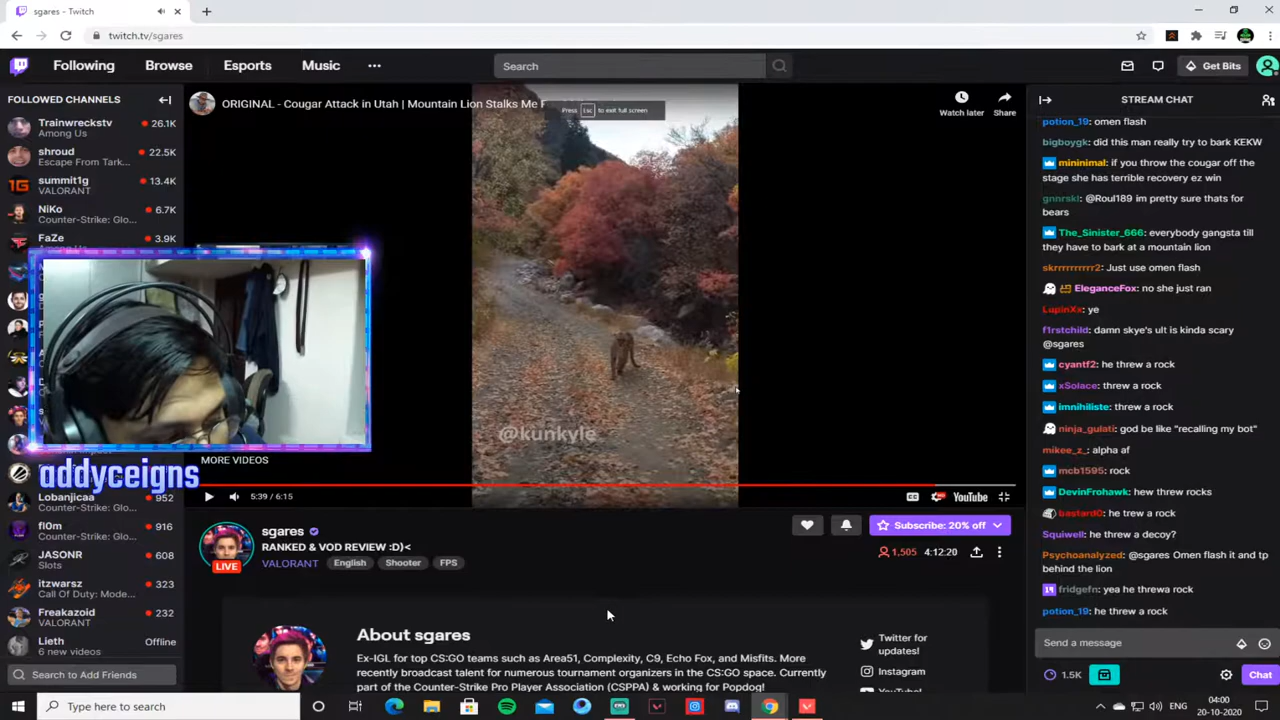 sgares - Twitch
twitch.tv/sgares
Following
Browse
Esports
Music
Search
Get Bits
FOLLOWED CHANNELS
Trainwreckstv 26.1K
Among Us
shroud 22.5K
Escape From Tark...
summit1g 13.4K
VALORANT
NiKo 6.7K
Counter-Strike: Glo...
FaZe 3.9K
addyceigns
Lobanjicaa 952
Counter-Strike: Glo...
fl0m 916
Counter-Strike: Glo...
JASONR 608
Slots
itzwarsz 323
Call Of Duty: Mode...
Freakazoid 232
VALORANT
Lieth Offline
6 new videos
Search to Add Friends
ORIGINAL - Cougar Attack in Utah | Mountain Lion Stalks Me F
Press Esc to exit full screen
Watch later
Share
@kunkyle
MORE VIDEOS
5:39 / 6:15
YouTube
sgares
RANKED & VOD REVIEW :D)<
VALORANT English Shooter FPS
LIVE
Subscribe: 20% off
1,505 4:12:20
About sgares
Ex-IGL for top CS:GO teams such as Area51, Complexity, C9, Echo Fox, and Misfits. More
recently broadcast talent for numerous tournament organizers in the CS:GO space. Currently
part of the Counter-Strike Pro Player Association (CSPPA) & working for Popdog!
Twitter for
updates!
Instagram
STREAM CHAT
potion_19: omen flash
bigboygk: did this man really try to bark KEKW
mininimal: if you throw the cougar off the
stage she has terrible recovery ez win
gnnrskl: @Roul189 im pretty sure thats for
bears
The_Sinister_666: everybody gangsta till
they have to bark at a mountain lion
skrrrrrrrrrr2: Just use omen flash
EleganceFox: no she just ran
LupinXx: ye
f1rstchild: damn skye's ult is kinda scary
@sgares
cyantf2: he threw a rock
xSolace: threw a rock
imnihiliste: threw a rock
ninja_gulati: god be like "recalling my bot"
mikee_z_: alpha af
mcb1595: rock
DevinFrohawk: hew threw rocks
bastard0: he trew a rock
Squiwell: he threw a decoy?
Psychoanalyzed: @sgares Omen flash it and tp
behind the lion
fridgefn: yea he threwa rock
potion_19: he threw a rock
Send a message
1.5K
Chat
Type here to search
04:00
20-10-2020